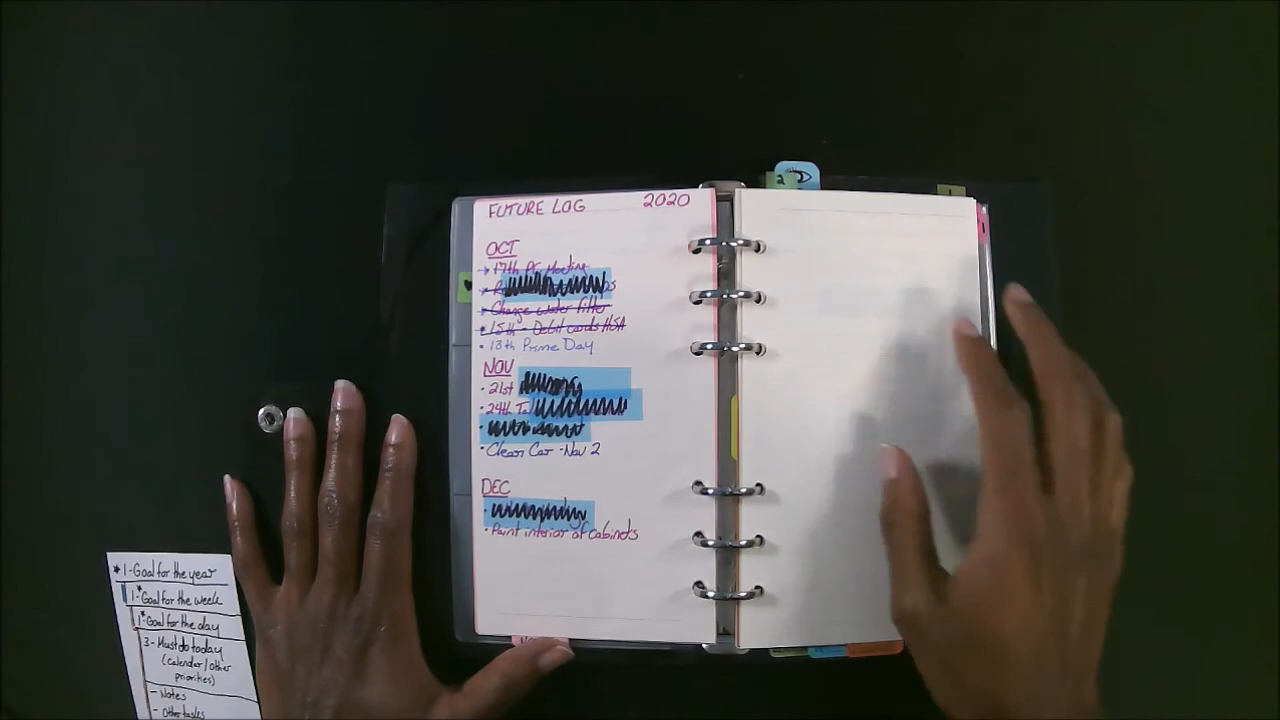 FUTURE LOG 2020
OCT
17th Meeting
Change water filter
15th - Debit cards HSA
• 13th Prime Day
NOV
• 21st
• 24th
• Clean Car - Nov 2
DEC
• Paint interior of cabinets
2
1
★ 1 - Goal for the year
1-★ Goal for the week
1★ Goal for the day
3 - Must do today
(calendar/other
priorities)
- Notes
- Other tasks